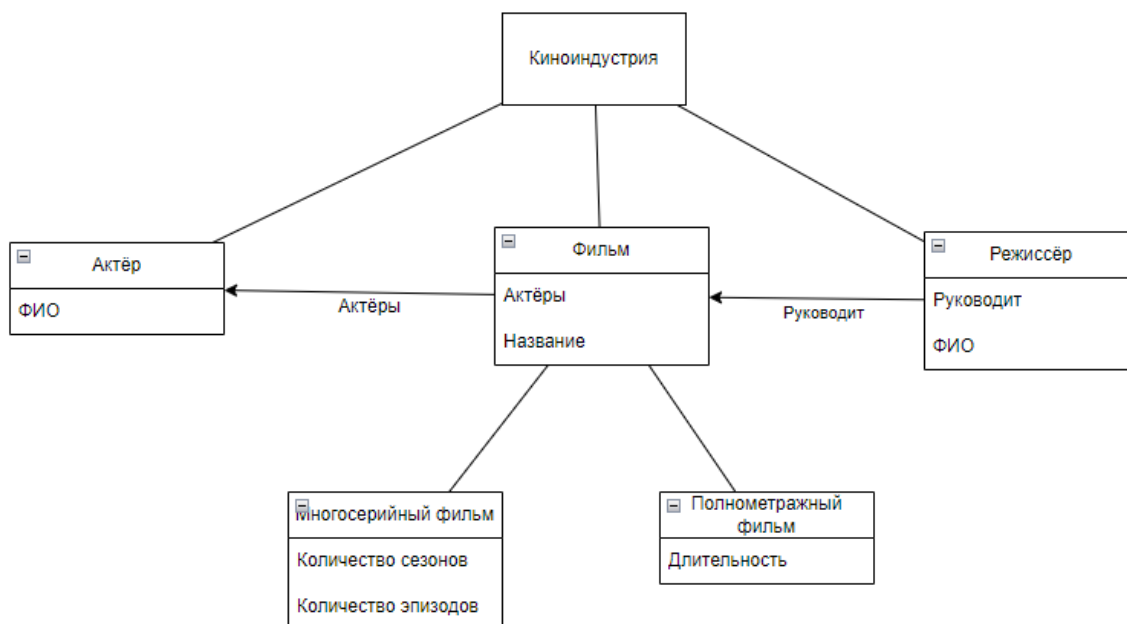 Киноиндустрия
Актёр
ФИО
Актёры
Фильм
Актёры
Название
Руководит
Режиссёр
Руководит
ФИО
Многосерийный фильм
Количество сезонов
Количество эпизодов
Полнометражный
фильм
Длительность